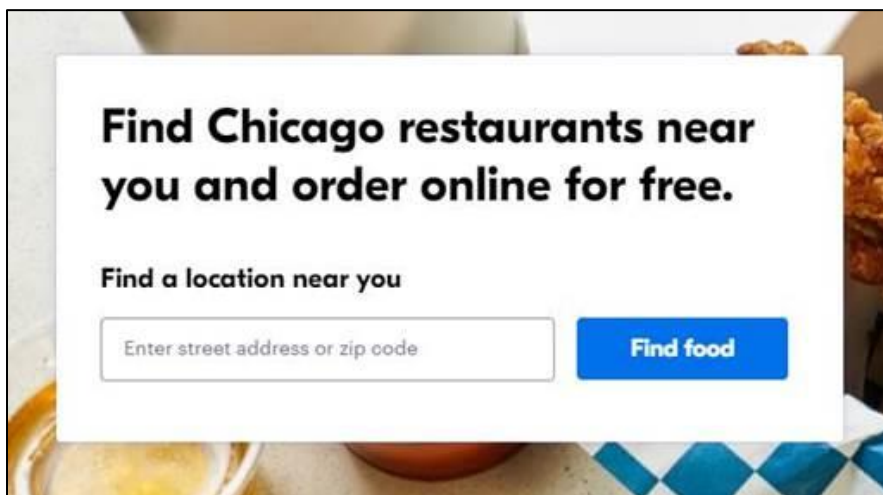 Find Chicago restaurants near
you and order online for free.
Find a location near you
Enter street address or zip code
Find food